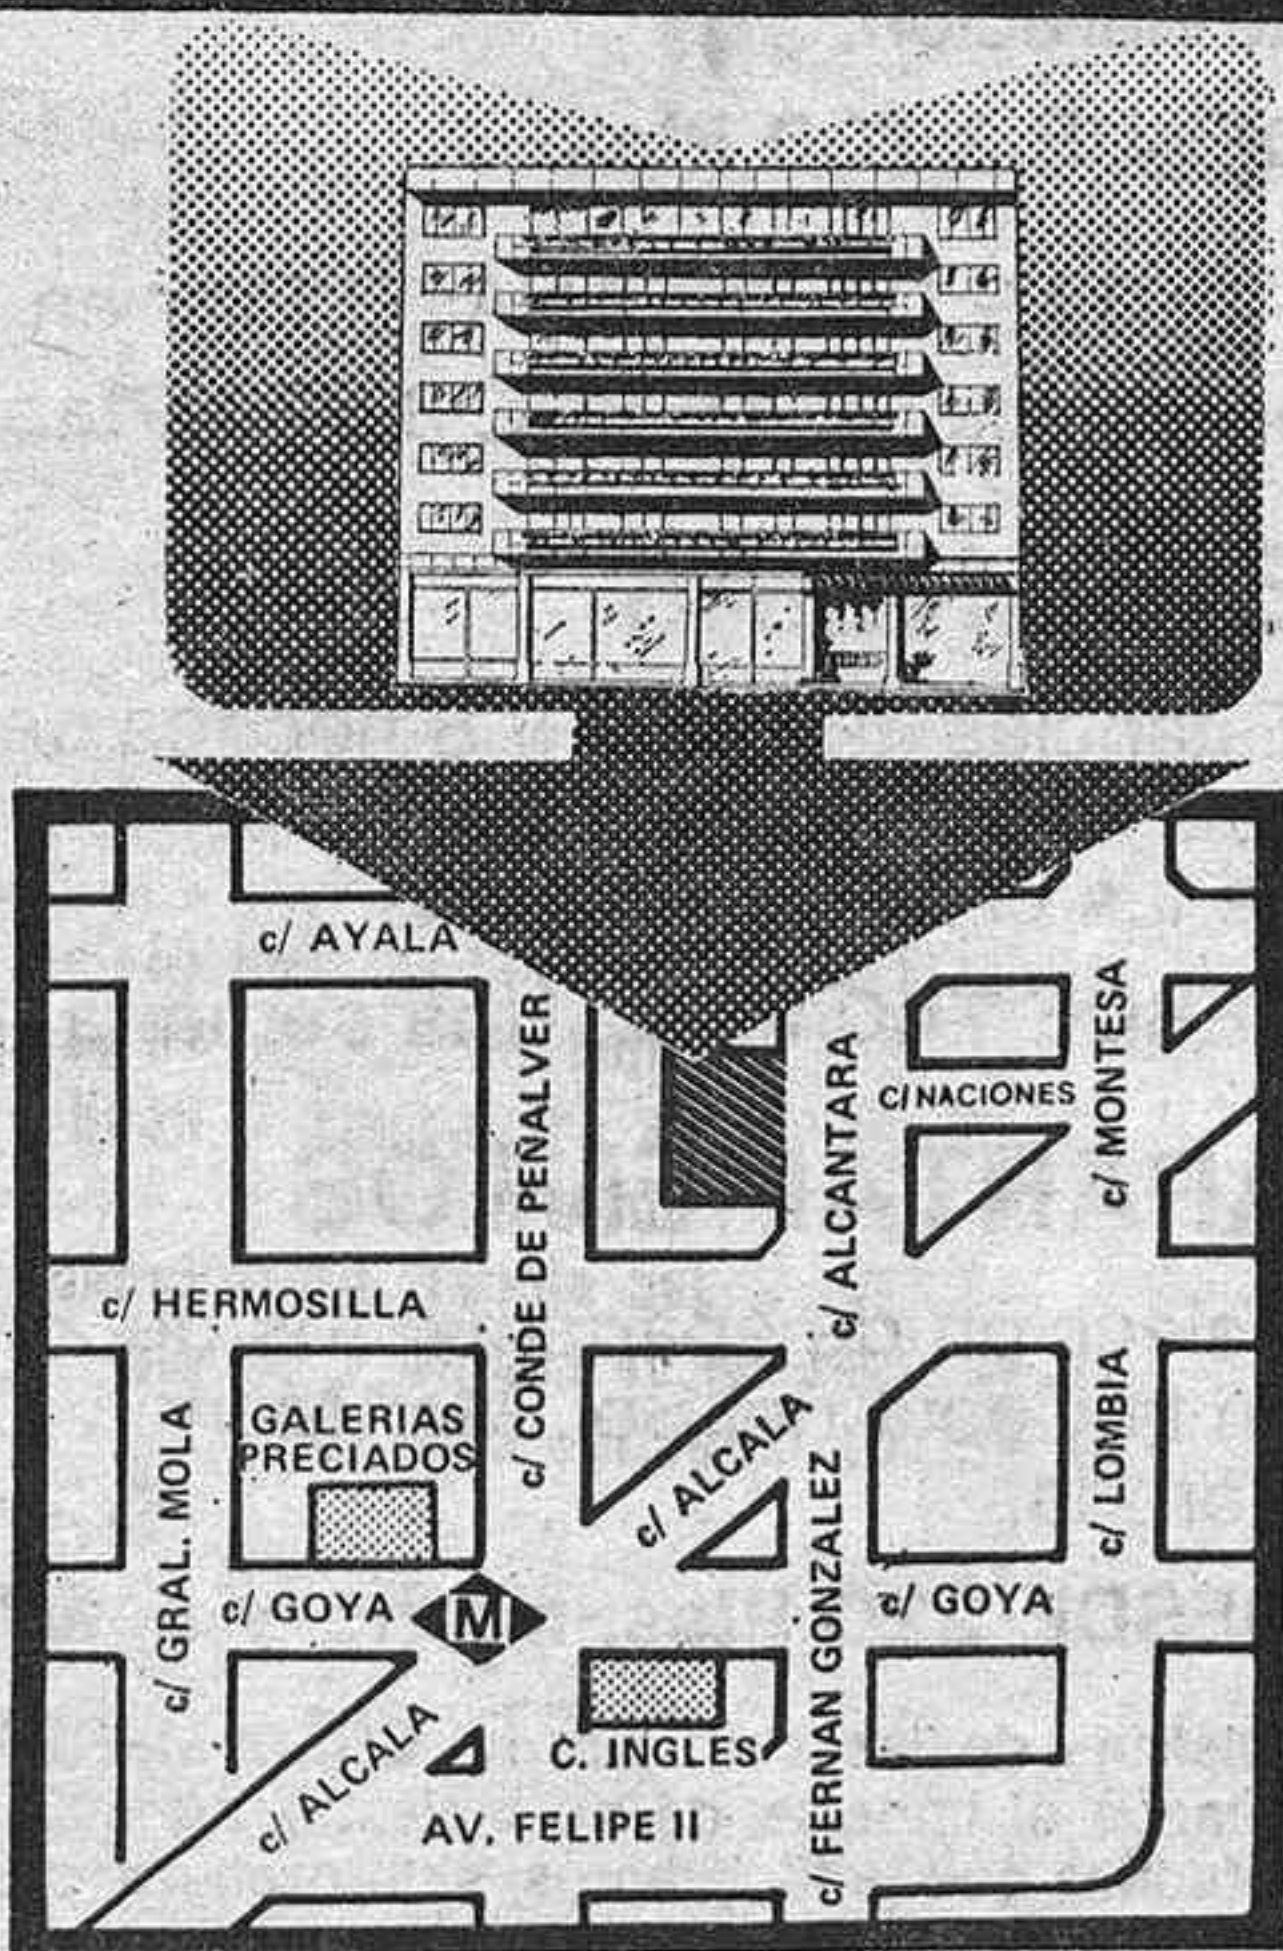 c/ AYALA
c/ CONDE DE PEÑALVER
c/ ALCANTARA
C/ NACIONES
c/ MONTESA
c/ HERMOSILLA
GALERIAS
PRECIADOS
c/ GRAL. MOLA
c/ ALCALA
c/ FERNAN GONZALEZ
c/ LOMBIA
c/ GOYA
M
c/ GOYA
c/ ALCALA
C. INGLES
AV. FELIPE II